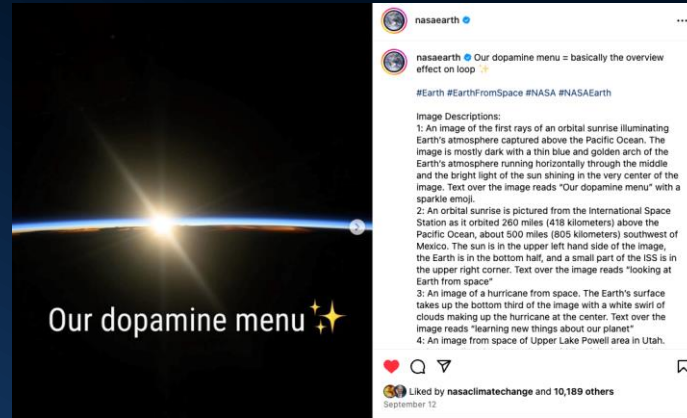 nasaearth
Our dopamine menu✨
nasaearth Our dopamine menu = basically the overview
effect on loop ✨
#Earth #EarthFromSpace #NASA #NASAEarth
Image Descriptions:
1: An image of the first rays of an orbital sunrise illuminating
Earth's atmosphere captured above the Pacific Ocean. The
image is mostly dark with a thin blue and golden arch of the
Earth's atmosphere running horizontally through the middle
and the bright light of the sun shining in the very center of the
image. Text over the image reads "Our dopamine menu" with a
sparkle emoji.
2: An orbital sunrise is pictured from the International Space
Station as it orbited 260 miles (418 kilometers) above the
Pacific Ocean, about 500 miles (805 kilometers) southwest of
Mexico. The sun is in the upper left hand side of the image,
the Earth is in the bottom half, and a small part of the ISS is in
the upper right corner. Text over the image reads "looking at
Earth from space"
3: An image of a hurricane from space. The Earth's surface
takes up the bottom third of the image with a white swirl of
clouds making up the hurricane at the center. Text over the
image reads "learning new things about our planet"
4: An image from space of Upper Lake Powell area in Utah.
Liked by nasaclimatechange and 10,189 others
September 12